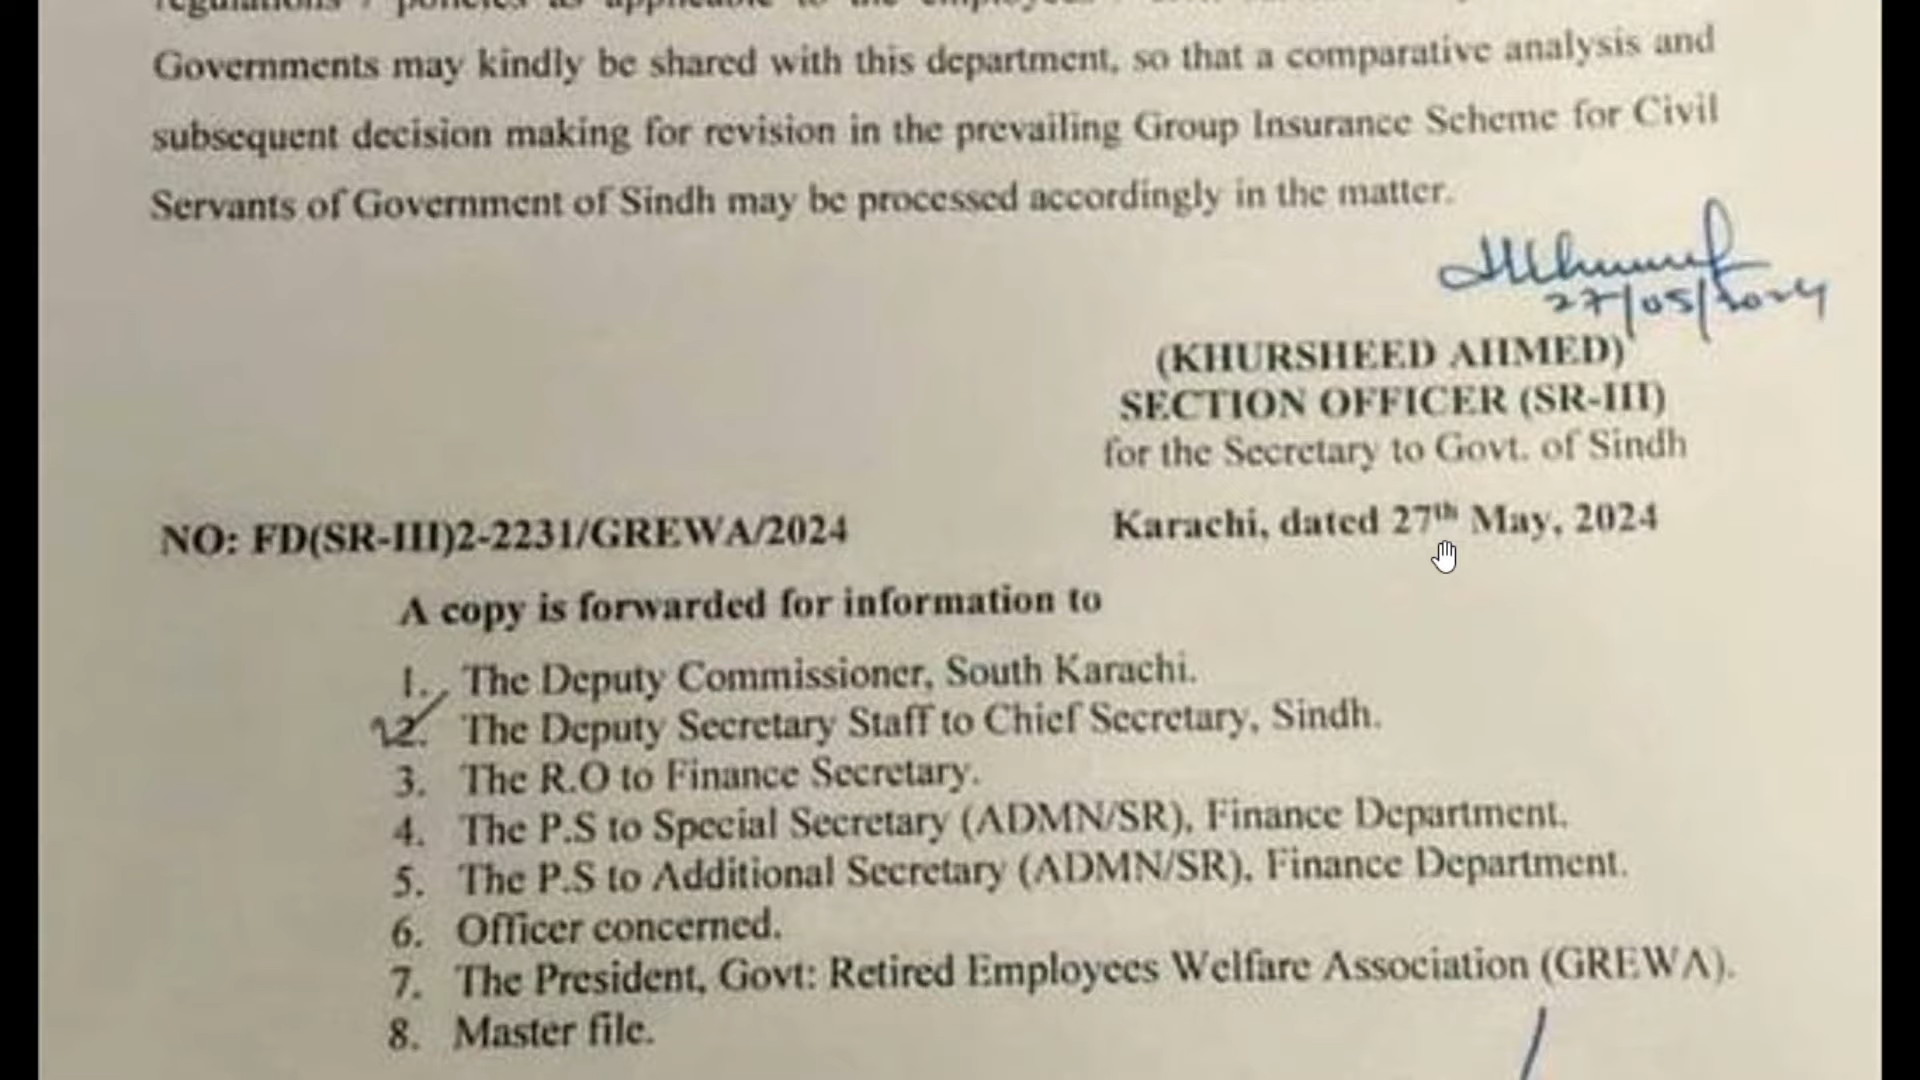 Governments may kindly be shared with this department, so that a comparative analysis and
subsequent decision making for revision in the prevailing Group Insurance Scheme for Civil
Servants of Government of Sindh may be processed accordingly in the matter.
27/05/2024
(KHURSHEED AHMED)
SECTION OFFICER (SR-III)
for the Secretary to Govt. of Sindh
NO: FD(SR-III)2-2231/GREWA/2024 Karachi, dated 27th May, 2024
A copy is forwarded for information to
1. The Deputy Commissioner, South Karachi.
2. The Deputy Secretary Staff to Chief Secretary, Sindh.
3. The R.O to Finance Secretary.
4. The P.S to Special Secretary (ADMN/SR), Finance Department.
5. The P.S to Additional Secretary (ADMN/SR), Finance Department.
6. Officer concerned.
7. The President, Govt: Retired Employees Welfare Association (GREWA).
8. Master file.